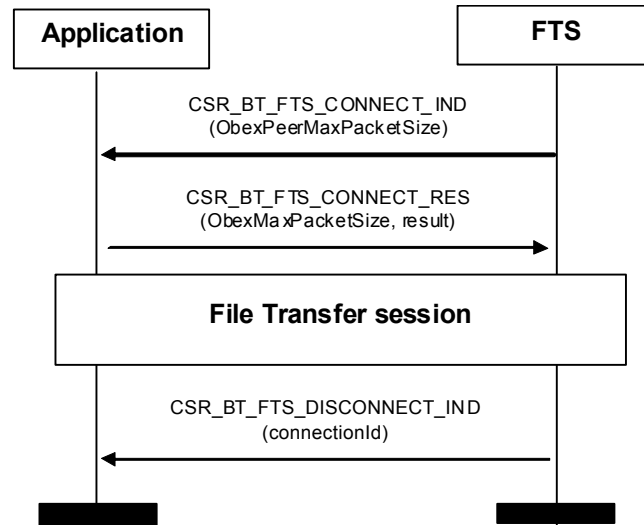 Application
FTS
CSR_BT_FTS_CONNECT_IND
(ObexPeerMaxPacketSize)
CSR_BT_FTS_CONNECT_RES
(ObexMaxPacketSize, result)
File Transfer session
CSR_BT_FTS_DISCONNECT_IND
(connectionId)